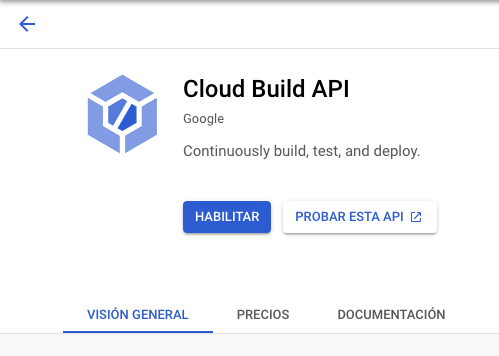 Cloud Build API
Google
Continuously build, test, and deploy.
HABILITAR PROBAR ESTA API
VISIÓN GENERAL PRECIOS DOCUMENTACIÓN